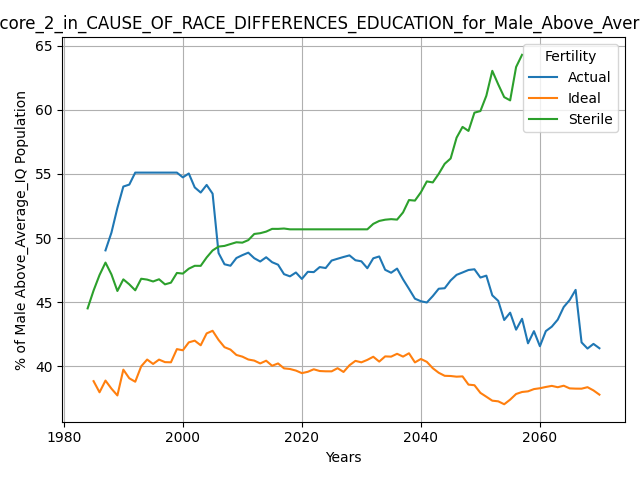 core_2_in_CAUSE_OF_RACE_DIFFERENCES_EDUCATION_for_Male_Above_Aver
65
60
55
50
45
40
% of Male Above_Average_IQ Population
1980
2000
2020
2040
2060
Years
Fertility
Actual
Ideal
Sterile